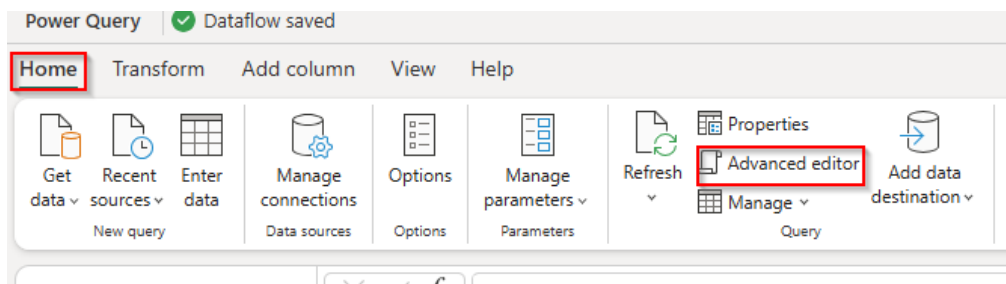 Power Query
Dataflow saved
Home Transform Add column View Help
Get data
Recent sources
Enter data
Manage connections
Options
Manage parameters
Refresh
Properties
Advanced editor
Manage
Add data destination
New query
Data sources
Options
Parameters
Query